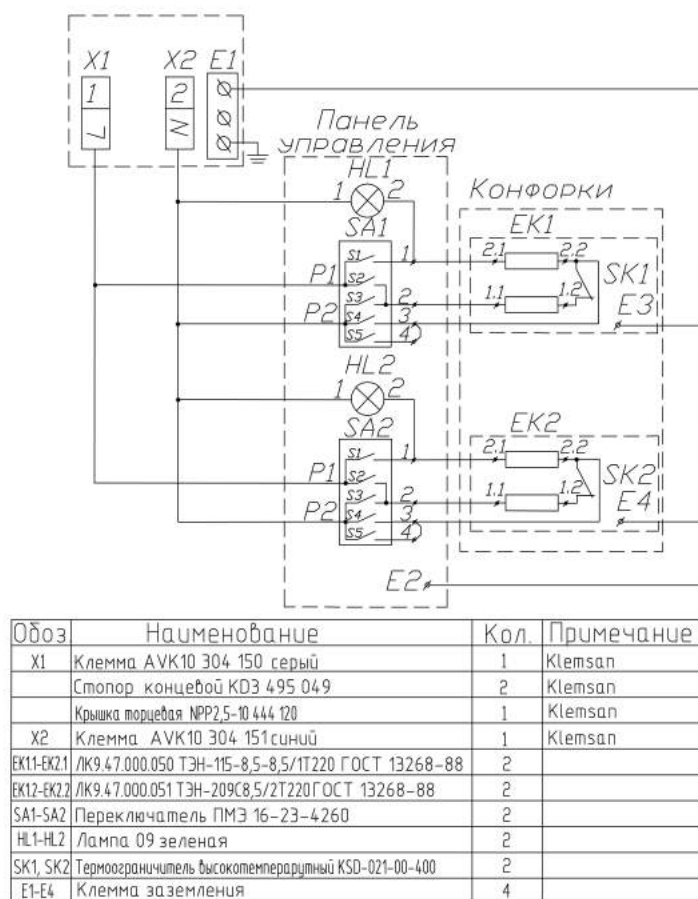 X1 X2 E1
1 2
L N
Панель
управления
HL1
1 2
Конфорки
SA1
EK1
S1 1 2.1 2.2
P1 S2 SK1
S3 2 1.1 1.2
P2 S4 3 E3
S5 4
HL2
1 2
SA2
EK2
S1 1 2.1 2.2
P1 S2 SK2
S3 2 1.1 1.2
P2 S4 3 E4
S5 4
E2
Обоз Наименование Кол. Примечание
X1 Клемма AVK10 304 150 серый 1 Klemsan
Стопор концевой KD3 495 049 2 Klemsan
Крышка торцевая NPP2,5-10 444 120 1 Klemsan
X2 Клемма AVK10 304 151 синий 1 Klemsan
EK1.1-EK2.1 ЛК9.47.000.050 ТЭН-115-8,5-8,5/1Т220 ГОСТ 13268-88 2
EK1.2-EK2.2 ЛК9.47.000.051 ТЭН-209С8,5/2Т220 ГОСТ 13268-88 2
SA1-SA2 Переключатель ПМЭ 16-23-4260 2
HL1-HL2 Лампа 09 зеленая 2
SK1, SK2 Термоограничитель высокотемперарутный KSD-021-00-400 2
E1-E4 Клемма заземления 4